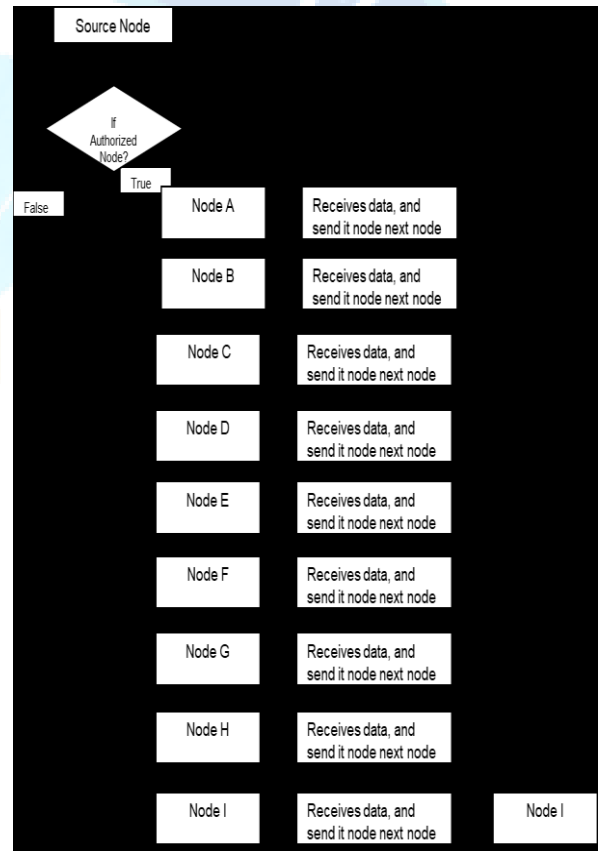 Source Node
If
Authorized
Node?
True
False
Node A
Receives data, and
send it node next node
Node B
Receives data, and
send it node next node
Node C
Receives data, and
send it node next node
Node D
Receives data, and
send it node next node
Node E
Receives data, and
send it node next node
Node F
Receives data, and
send it node next node
Node G
Receives data, and
send it node next node
Node H
Receives data, and
send it node next node
Node I
Receives data, and
send it node next node
Node I